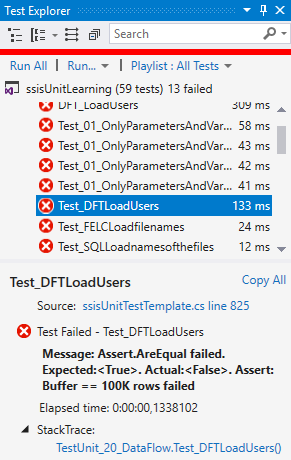 Test Explorer
Search
Run All | Run... | Playlist : All Tests
ssisUnitLearning (59 tests) 13 failed
DFT_LoadUsers 309 ms
Test_01_OnlyParametersAndVar... 58 ms
Test_01_OnlyParametersAndVar... 43 ms
Test_01_OnlyParametersAndVar... 42 ms
Test_01_OnlyParametersAndVar... 41 ms
Test_DFTLoadUsers 133 ms
Test_FELCLoadfilenames 24 ms
Test_SQLLoadnamesofthefiles 12 ms
Test_DFTLoadUsers Copy All
Source: ssisUnitTestTemplate.cs line 825
Test Failed - Test_DFTLoadUsers
Message: Assert.AreEqual failed.
Expected:<True>. Actual:<False>. Assert:
Buffer == 100K rows failed
Elapsed time: 0:00:00,1338102
StackTrace:
TestUnit_20_DataFlow.Test_DFTLoadUsers()